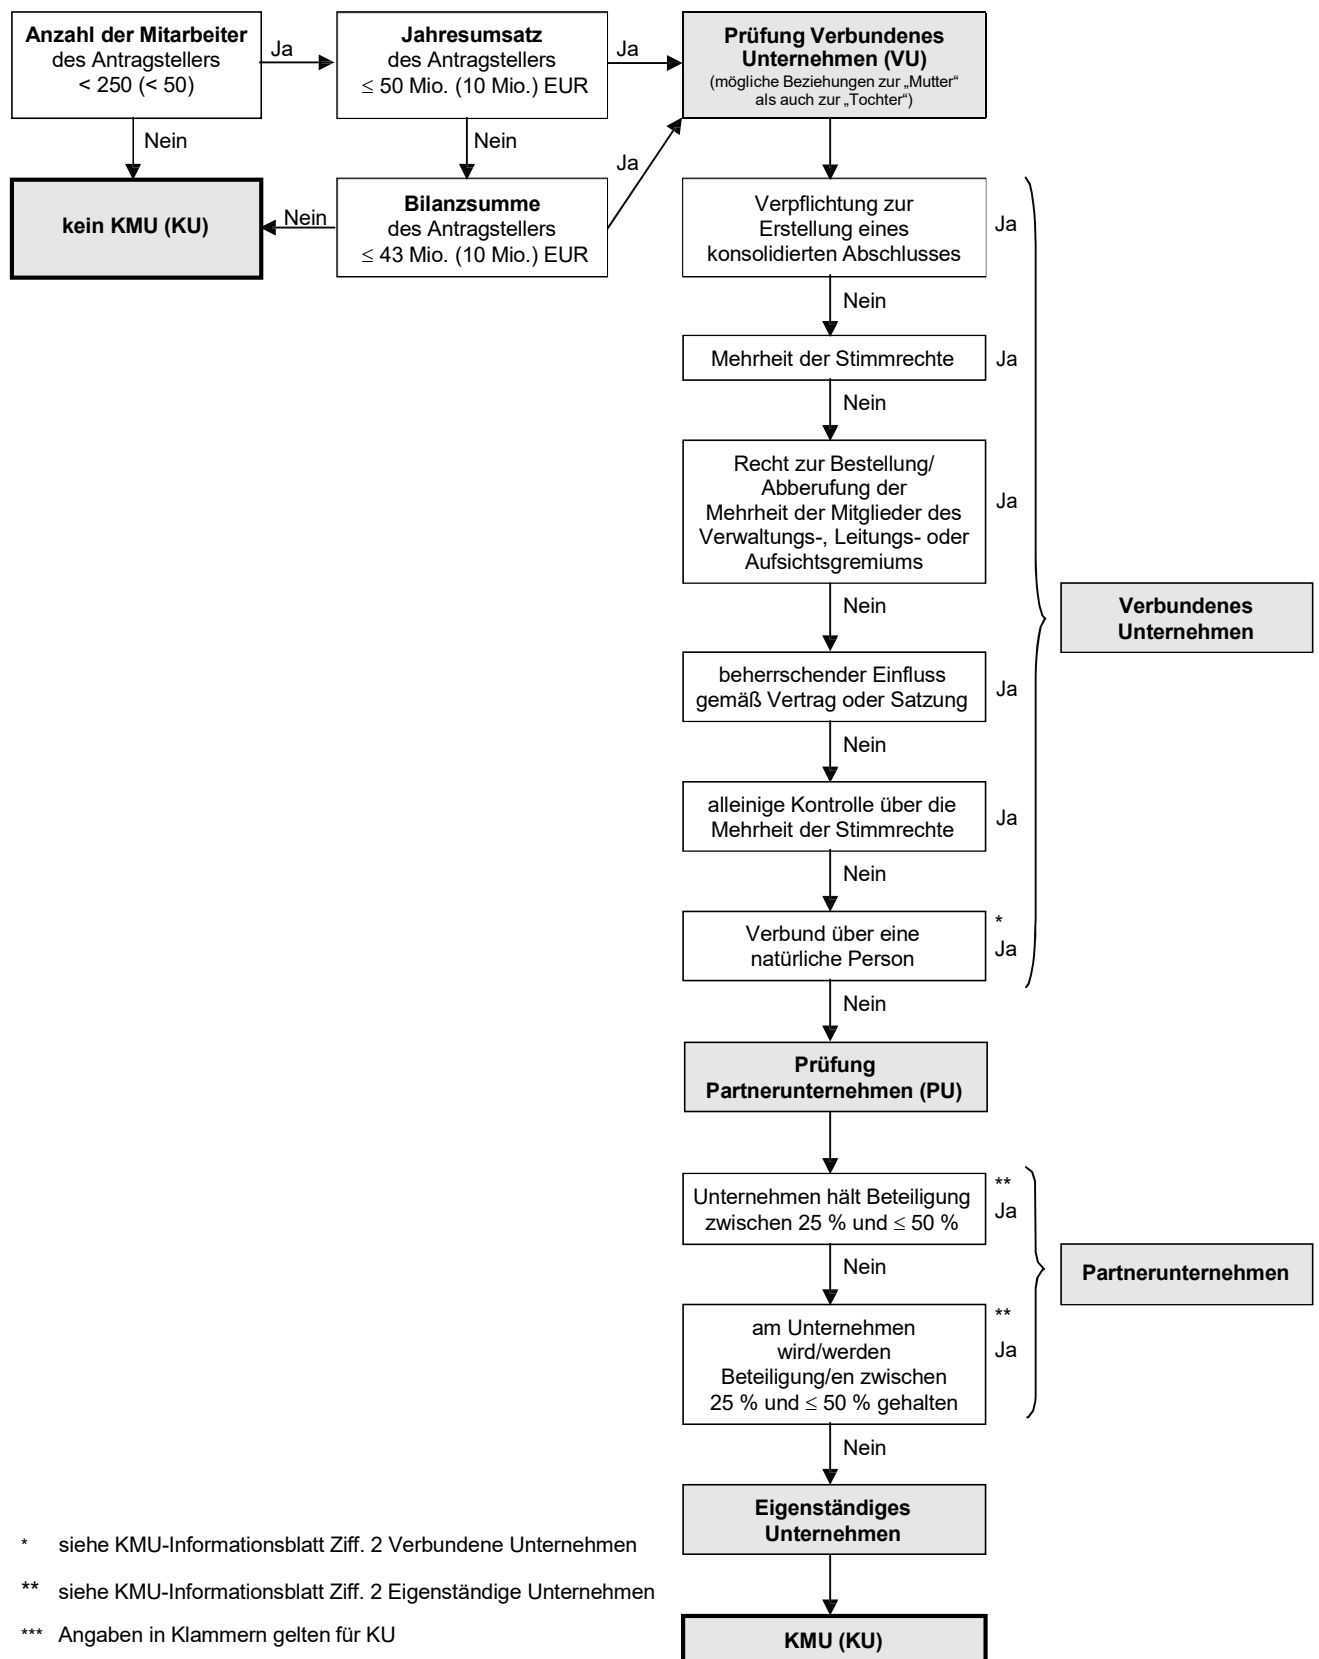 Anzahl der Mitarbeiter
des Antragstellers
< 250 (< 50)
Ja
Jahresumsatz
des Antragstellers
≤ 50 Mio. (10 Mio.) EUR
Ja
Prüfung Verbundenes
Unternehmen (VU)
(mögliche Beziehungen zur „Mutter“
als auch zur „Tochter“)
Nein
Nein
Ja
kein KMU (KU)
Nein
Bilanzsumme
des Antragstellers
≤ 43 Mio. (10 Mio.) EUR
Verpflichtung zur
Erstellung eines
konsolidierten Abschlusses
Ja
Nein
Mehrheit der Stimmrechte
Ja
Nein
Recht zur Bestellung/
Abberufung der
Mehrheit der Mitglieder des
Verwaltungs-, Leitungs- oder
Aufsichtsgremiums
Ja
Nein
Verbundenes
Unternehmen
beherrschender Einfluss
gemäß Vertrag oder Satzung
Ja
Nein
alleinige Kontrolle über die
Mehrheit der Stimmrechte
Ja
Nein
Verbund über eine
natürliche Person
*
Ja
Nein
Prüfung
Partnerunternehmen (PU)
Unternehmen hält Beteiligung
zwischen 25 % und ≤ 50 %
**
Ja
Nein
Partnerunternehmen
am Unternehmen
wird/werden
Beteiligung/en zwischen
25 % und ≤ 50 % gehalten
**
Ja
Nein
Eigenständiges
Unternehmen
* siehe KMU-Informationsblatt Ziff. 2 Verbundene Unternehmen
** siehe KMU-Informationsblatt Ziff. 2 Eigenständige Unternehmen
*** Angaben in Klammern gelten für KU
KMU (KU)